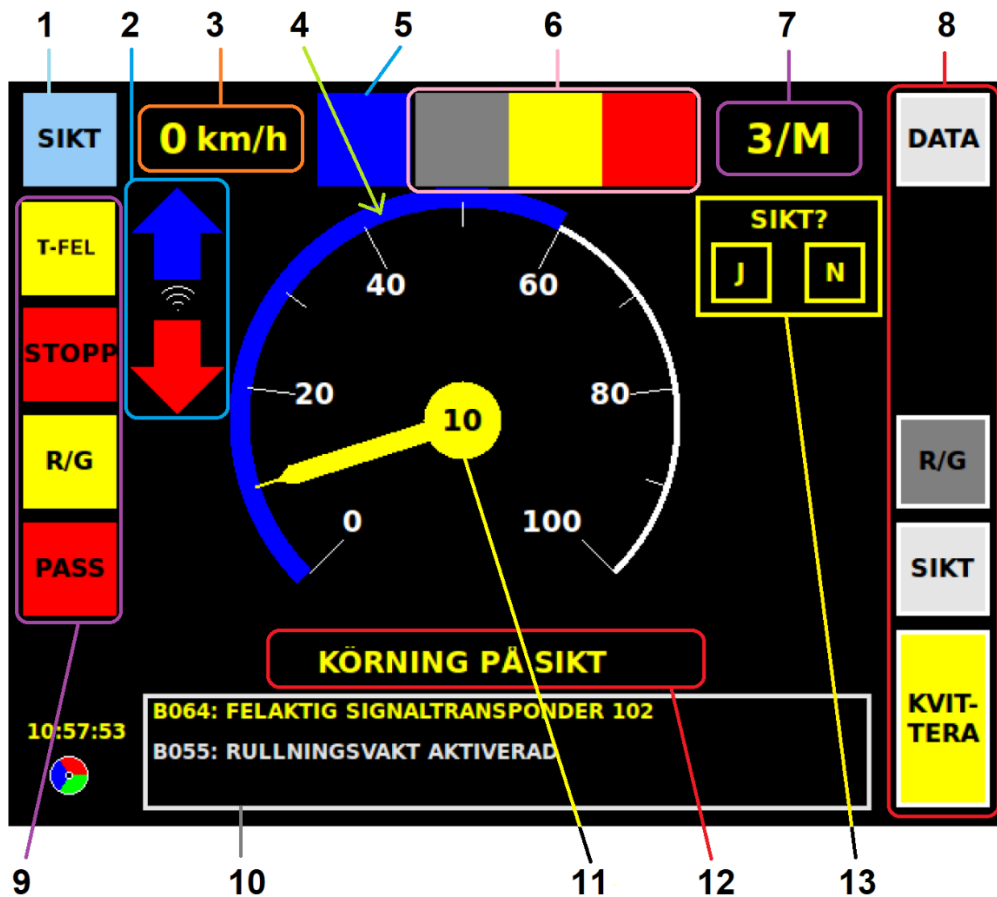 1 2 3 4 5 6 7 8
SIKT
0 km/h
3/M
DATA
T-FEL
SIKT?
J N
40 60
STOPP
20 80
10
R/G
R/G
0 100
PASS
SIKT
KÖRNING PÅ SIKT
B064: FELAKTIG SIGNALTRANSPONDER 102
KVIT-
TERA
10:57:53
B055: RULLNINGSVAKT AKTIVERAD
9 10 11 12 13